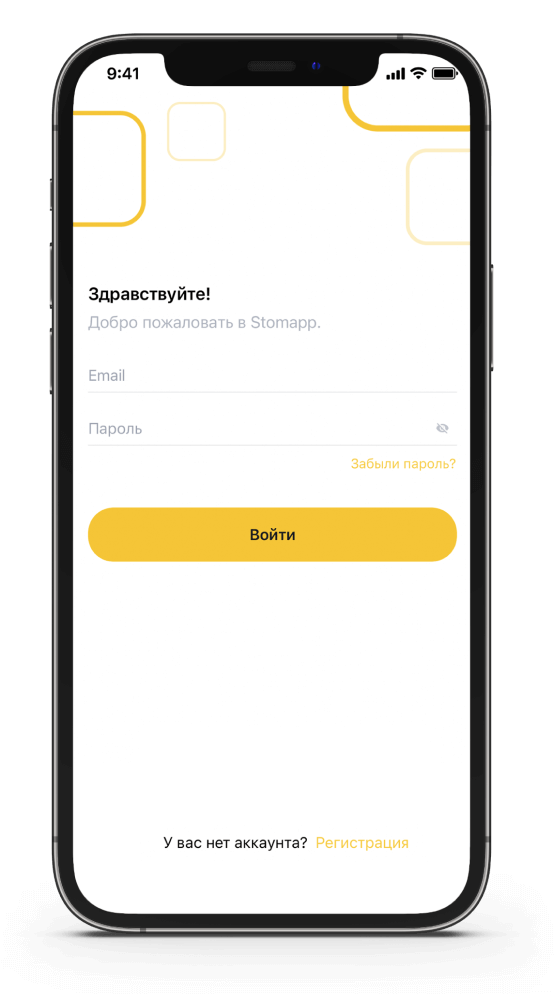 9:41
Здравствуйте!
Добро пожаловать в Stomapp.
Email
Пароль
Забыли пароль?
Войти
У вас нет аккаунта? Регистрация